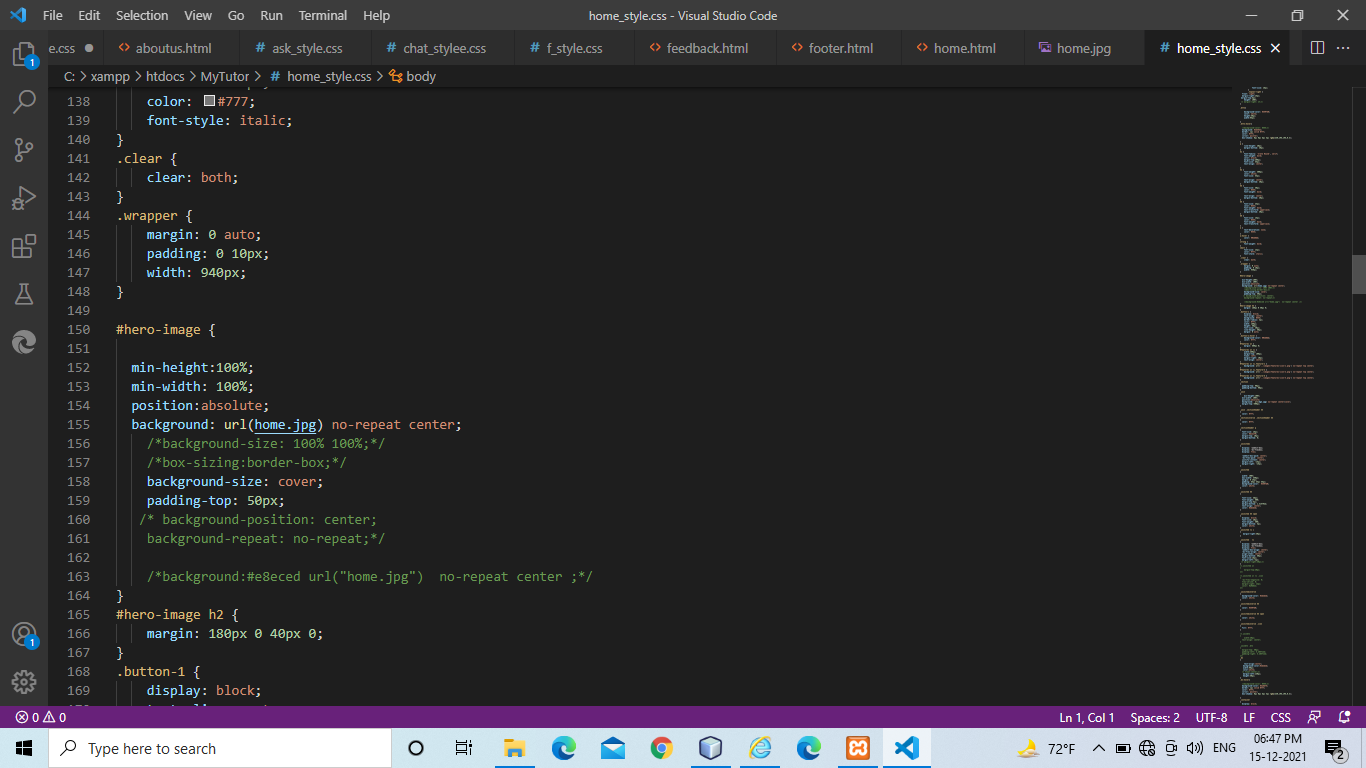 File Edit Selection View Go Run Terminal Help home_style.css - Visual Studio Code
e.css aboutus.html # ask_style.css # chat_stylee.css # f_style.css feedback.html footer.html home.html home.jpg # home_style.css
C: > xampp > htdocs > MyTutor > # home_style.css > body
138 color: #777;
139 font-style: italic;
140 }
141 .clear {
142 clear: both;
143 }
144 .wrapper {
145 margin: 0 auto;
146 padding: 0 10px;
147 width: 940px;
148 }
149
150 #hero-image {
151
152 min-height:100%;
153 min-width: 100%;
154 position:absolute;
155 background: url(home.jpg) no-repeat center;
156 /*background-size: 100% 100%;*/
157 /*box-sizing:border-box;*/
158 background-size: cover;
159 padding-top: 50px;
160 /* background-position: center;
161 background-repeat: no-repeat;*/
162
163 /*background:#e8eced url("home.jpg")  no-repeat center ;*/
164 }
165 #hero-image h2 {
166 margin: 180px 0 40px 0;
167 }
168 .button-1 {
169 display: block;
1
1
0 0 Ln 1, Col 1 Spaces: 2 UTF-8 LF CSS
Type here to search 72°F ENG 06:47 PM
15-12-2021 2